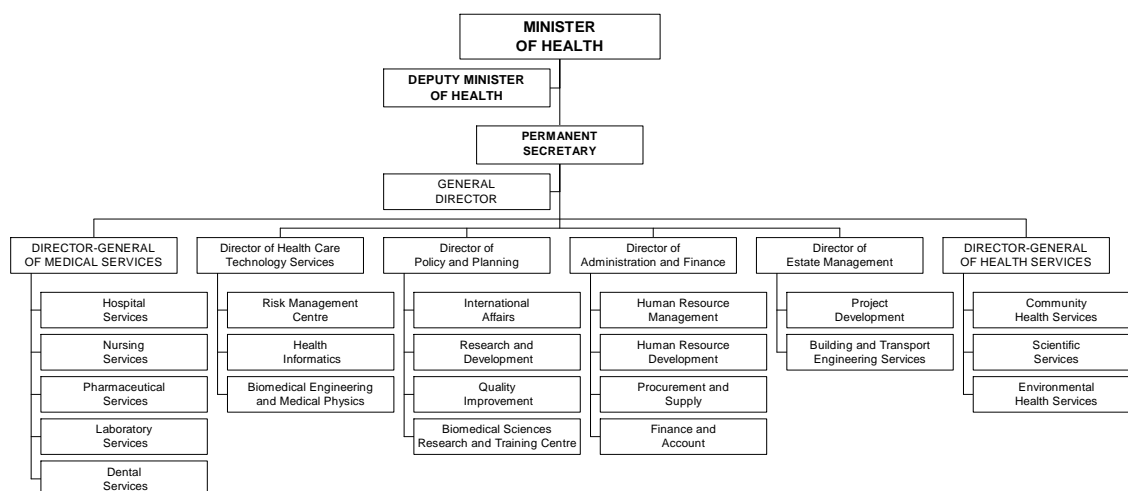 MINISTER
OF HEALTH
DEPUTY MINISTER
OF HEALTH
PERMANENT
SECRETARY
GENERAL
DIRECTOR
DIRECTOR-GENERAL
OF MEDICAL SERVICES
Hospital
Services
Nursing
Services
Pharmaceutical
Services
Laboratory
Services
Dental
Services
Director of Health Care
Technology Services
Risk Management
Centre
Health
Informatics
Biomedical Engineering
and Medical Physics
Director of
Policy and Planning
International
Affairs
Research and
Development
Quality
Improvement
Biomedical Sciences
Research and Training Centre
Director of
Administration and Finance
Human Resource
Management
Human Resource
Development
Procurement and
Supply
Finance and
Account
Director of
Estate Management
Project
Development
Building and Transport
Engineering Services
DIRECTOR-GENERAL
OF HEALTH SERVICES
Community
Health Services
Scientific
Services
Environmental
Health Services